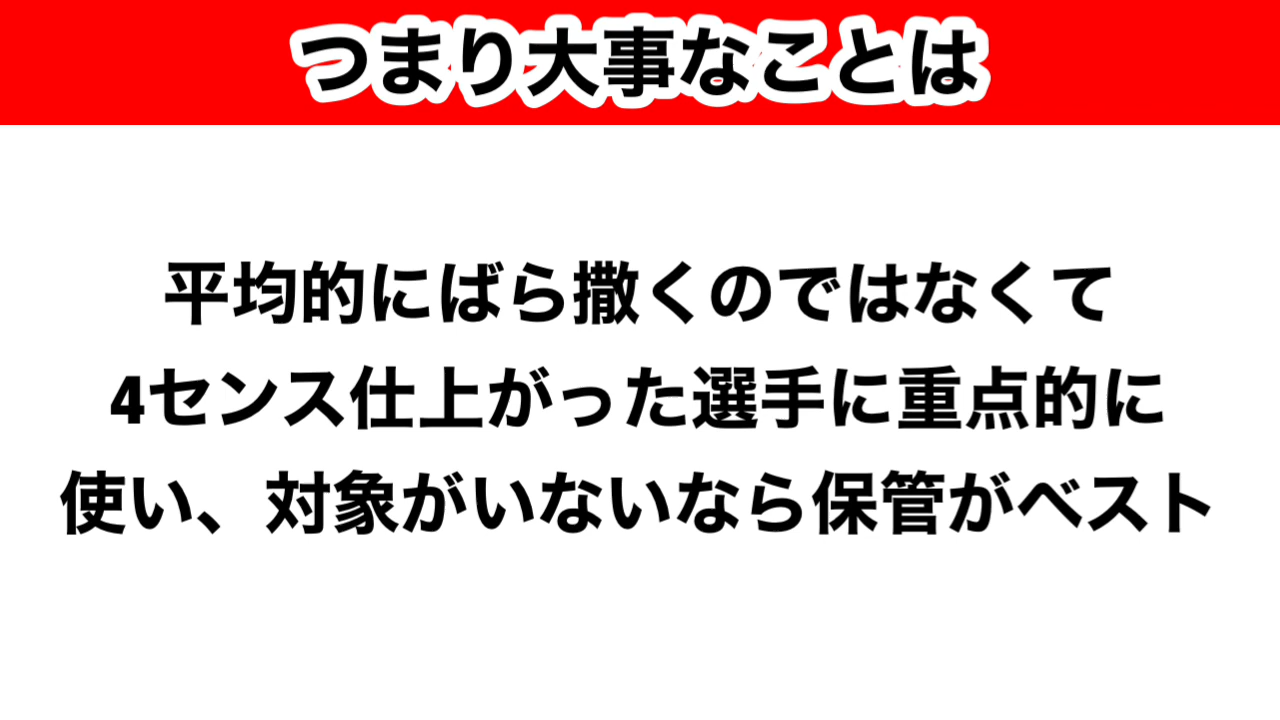 つまり大事なことは
平均的にばら撒くのではなくて
4センス仕上がった選手に重点的に
使い、対象がいないなら保管がベスト